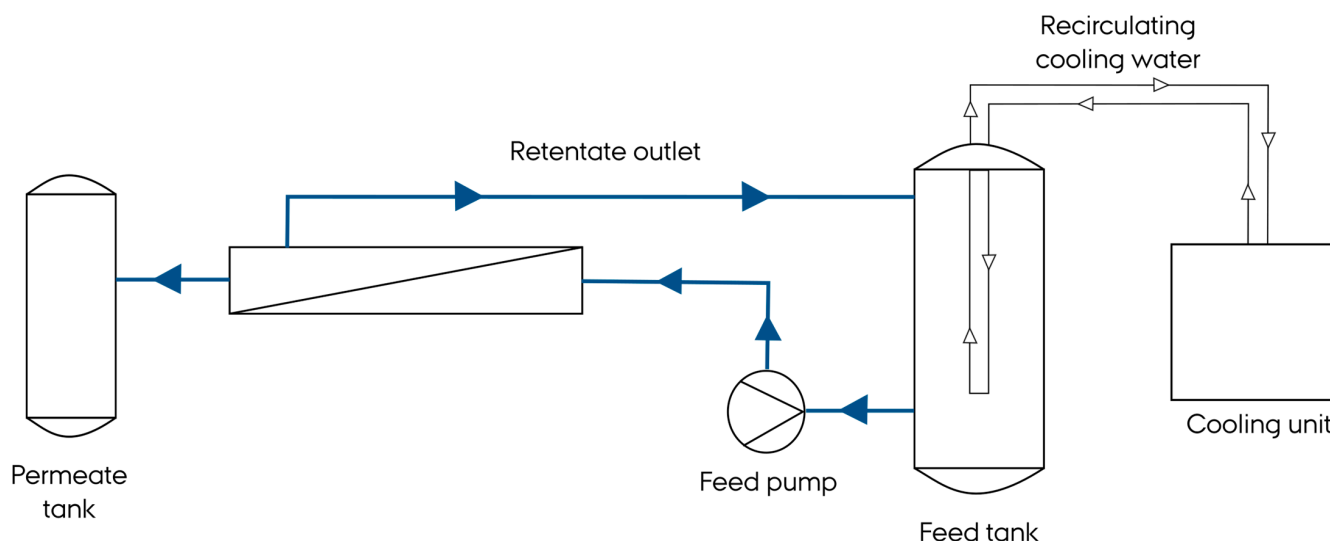 Recirculating
cooling water
Retentate outlet
Cooling unit
Permeate
tank
Feed pump
Feed tank